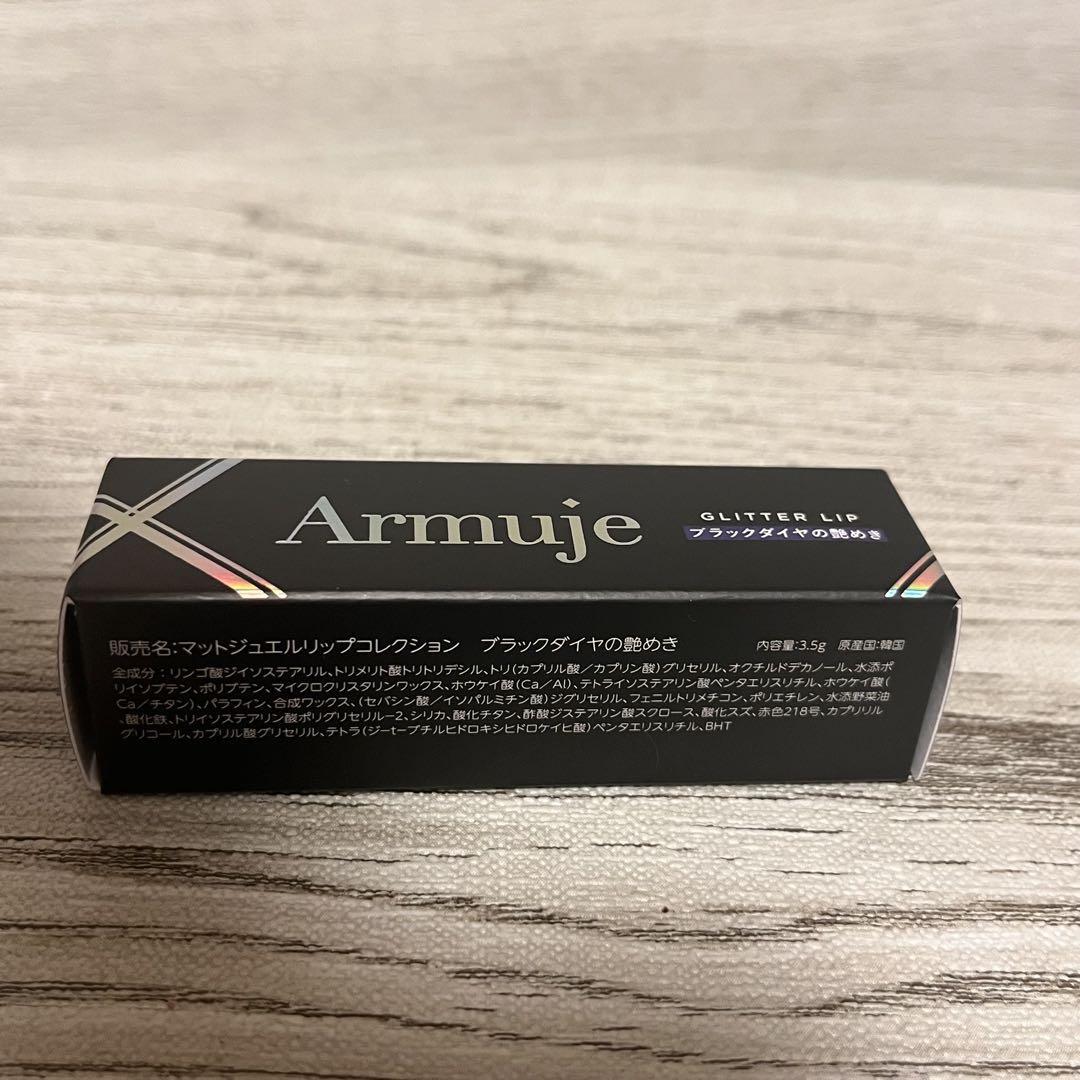 Armuje
GLITTER LIP
ブラックダイヤの艶めき
販売名:マットジュエルリップコレクション ブラックダイヤの艶めき 内容量:3.5g 原産国:韓国
全成分:リンゴ酸ジイソステアリル、トリメリト酸トリトリデシル、トリ(カプリル酸/カプリン酸)グリセリル、オクチルドデカノール、水添ポ
リイソブテン、ポリブテン、マイクロクリスタリンワックス、ホウケイ酸(Ca/Al)、テトライソステアリン酸ペンタエリスリチル、ホウケイ酸(
Ca/チタン)、パラフィン、合成ワックス、(セバシン酸/イソパルミチン酸)ジグリセリル、フェニルトリメチコン、ポリエチレン、水添野菜油
、酸化鉄、トリイソステアリン酸ポリグリセリル-2、シリカ、酸化チタン、酢酸ジステアリン酸スクロース、酸化スズ、赤色218号、カプリリル
グリコール、カプリル酸グリセリル、テトラ(ジ-t-ブチルヒドロキシヒドロケイヒ酸)ペンタエリスリチル、BHT